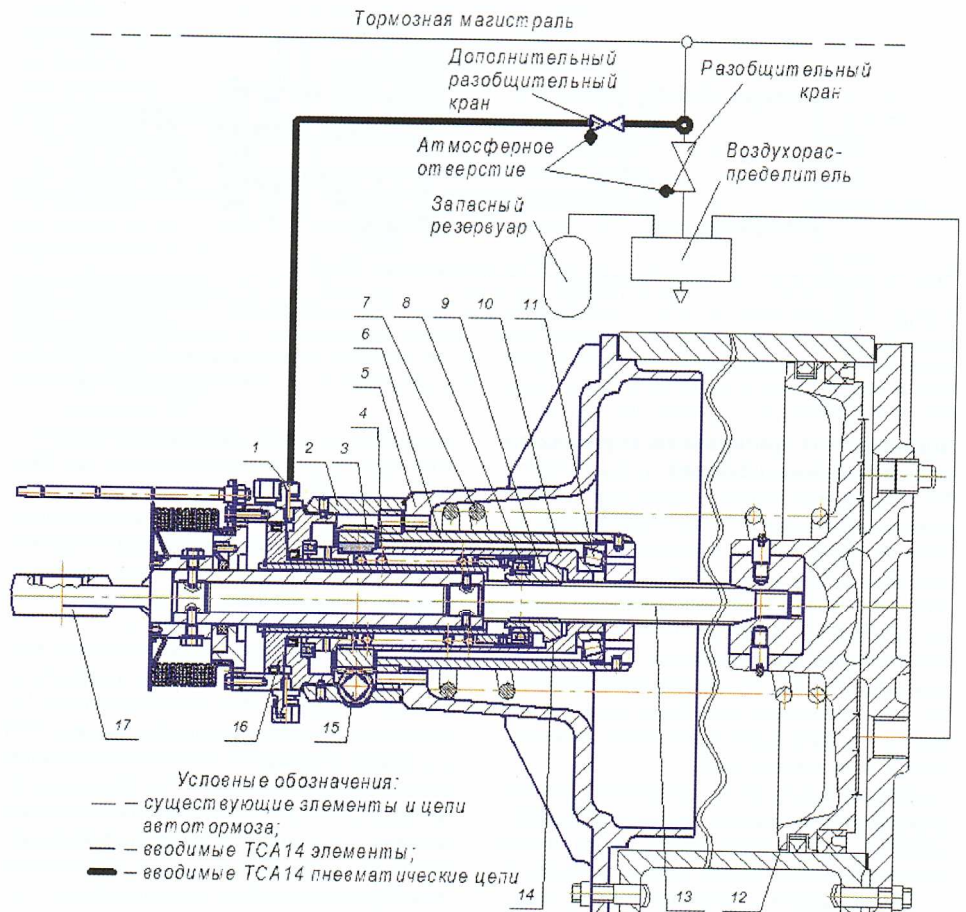 Тормозная магистраль
Дополнительный
разобщительный
кран
Разобщительный
кран
Атмосферное
отверстие
Воздухорас-
пределитель
Запасный
резервуар
7
8
9
10
11
6
5
4
3
2
1
17
16
15
14
13
12
Условные обозначения:
— существующие элементы и цепи
автотормоза;
— вводимые ТСА14 элементы;
— вводимые ТСА14 пневматические цепи